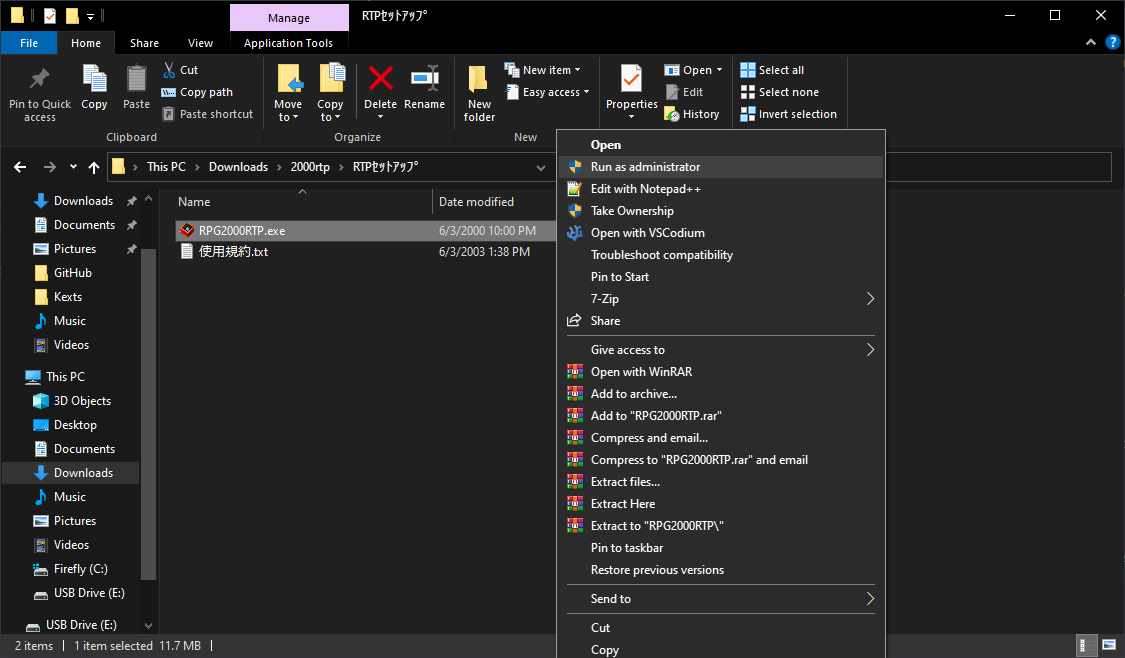 Manage
RTPｾｯﾄｱｯﾌﾟ
File
Home
Share
View
Application Tools
Pin to Quick access
Copy
Paste
Cut
Copy path
Paste shortcut
Clipboard
Move to
Copy to
Delete
Rename
Organize
New folder
New item
Easy access
New
Properties
Open
Edit
History
Select all
Select none
Invert selection
This PC
Downloads
2000rtp
RTPｾｯﾄｱｯﾌﾟ
Downloads
Documents
Pictures
GitHub
Kexts
Music
Videos
This PC
3D Objects
Desktop
Documents
Downloads
Music
Pictures
Videos
Firefly (C:)
USB Drive (E:)
USB Drive (E:)
Name
Date modified
RPG2000RTP.exe
6/3/2000 10:00 PM
使用規約.txt
6/3/2003 1:38 PM
Open
Run as administrator
Edit with Notepad++
Take Ownership
Open with VSCodium
Troubleshoot compatibility
Pin to Start
7-Zip
Share
Give access to
Open with WinRAR
Add to archive...
Add to "RPG2000RTP.rar"
Compress and email...
Compress to "RPG2000RTP.rar" and email
Extract files...
Extract Here
Extract to "RPG2000RTP\"
Pin to taskbar
Restore previous versions
Send to
Cut
Copy
2 items
1 item selected 11.7 MB